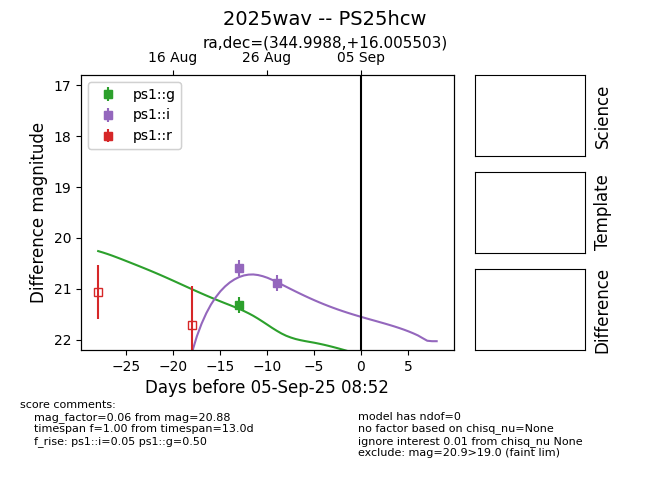 2025wav -- PS25hcw
ra,dec=(344.9988,+16.005503)
16 Aug 26 Aug 05 Sep
ps1::g
ps1::i
ps1::r
17
18
19
20
21
22
Difference magnitude
−25 −20 −15 −10 −5 0 5
Days before 05-Sep-25 08:52
Science
Template
Difference
score comments:
mag_factor=0.06 from mag=20.88
timespan f=1.00 from timespan=13.0d
f_rise: ps1::i=0.05 ps1::g=0.50
model has ndof=0
no factor based on chisq_nu=None
ignore interest 0.01 from chisq_nu None
exclude: mag=20.9>19.0 (faint lim)